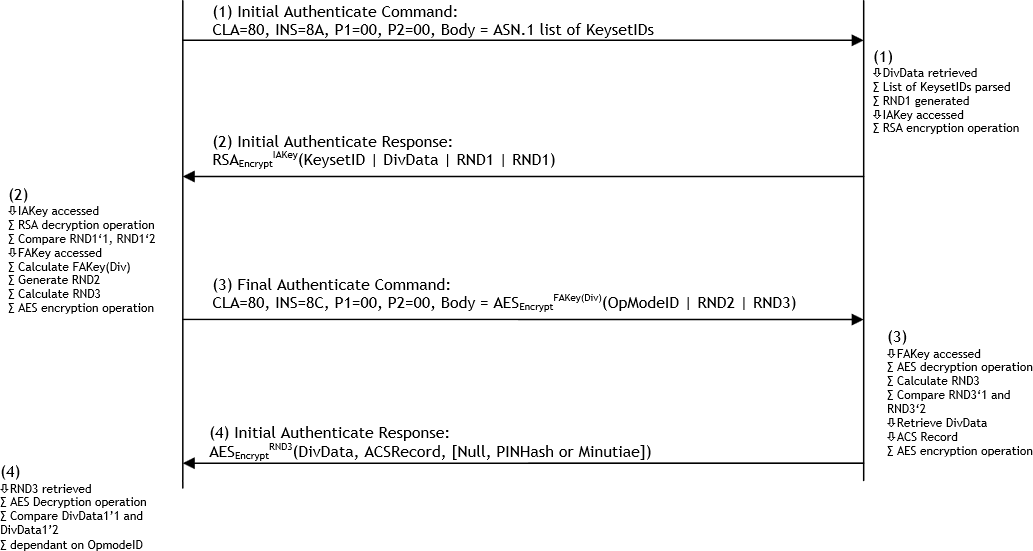 (1) Initial Authenticate Command:
CLA=80, INS=8A, P1=00, P2=00, Body = ASN.1 list of KeysetIDs
(1)
⇩DivData retrieved
Σ List of KeysetIDs parsed
Σ RND1 generated
⇩IAKey accessed
Σ RSA encryption operation
(2) Initial Authenticate Response:
RSA_Encrypt^IAKey(KeysetID | DivData | RND1 | RND1)
(2)
⇩IAKey accessed
Σ RSA decryption operation
Σ Compare RND1‘1, RND1‘2
⇩FAKey accessed
Σ Calculate FAKey(Div)
Σ Generate RND2
Σ Calculate RND3
Σ AES encryption operation
(3) Final Authenticate Command:
CLA=80, INS=8C, P1=00, P2=00, Body = AES_Encrypt^FAKey(Div)(OpModeID | RND2 | RND3)
(3)
⇩FAKey accessed
Σ AES decryption operation
Σ Calculate RND3
Σ Compare RND3‘1 and
RND3‘2
⇩Retrieve DivData
⇩ACS Record
Σ AES encryption operation
(4) Initial Authenticate Response:
AES_Encrypt^RND3(DivData, ACSRecord, [Null, PINHash or Minutiae])
(4)
⇩RND3 retrieved
Σ AES Decryption operation
Σ Compare DivData1’1 and
DivData1’2
Σ dependant on OpmodeID